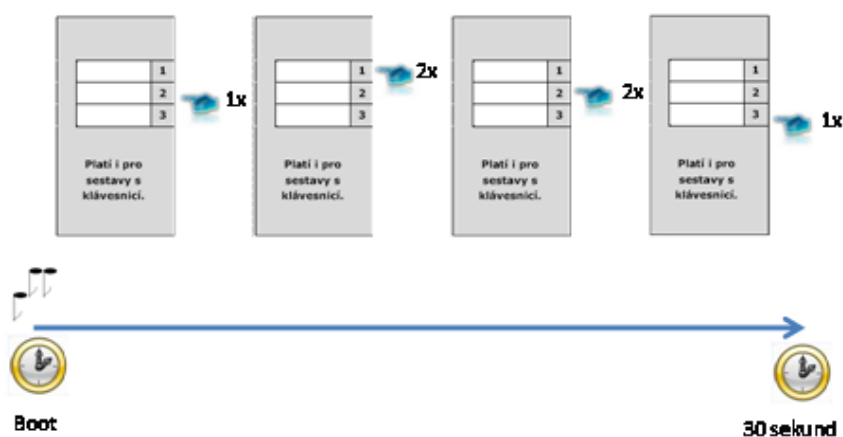 1
2
3
1x
Platí i pro
sestavy s
klávesnicí.
1
2
3
2x
Platí i pro
sestavy s
klávesnicí.
1
2
3
2x
Platí i pro
sestavy s
klávesnicí.
1
2
3
1x
Platí i pro
sestavy s
klávesnicí.
Boot
30 sekund